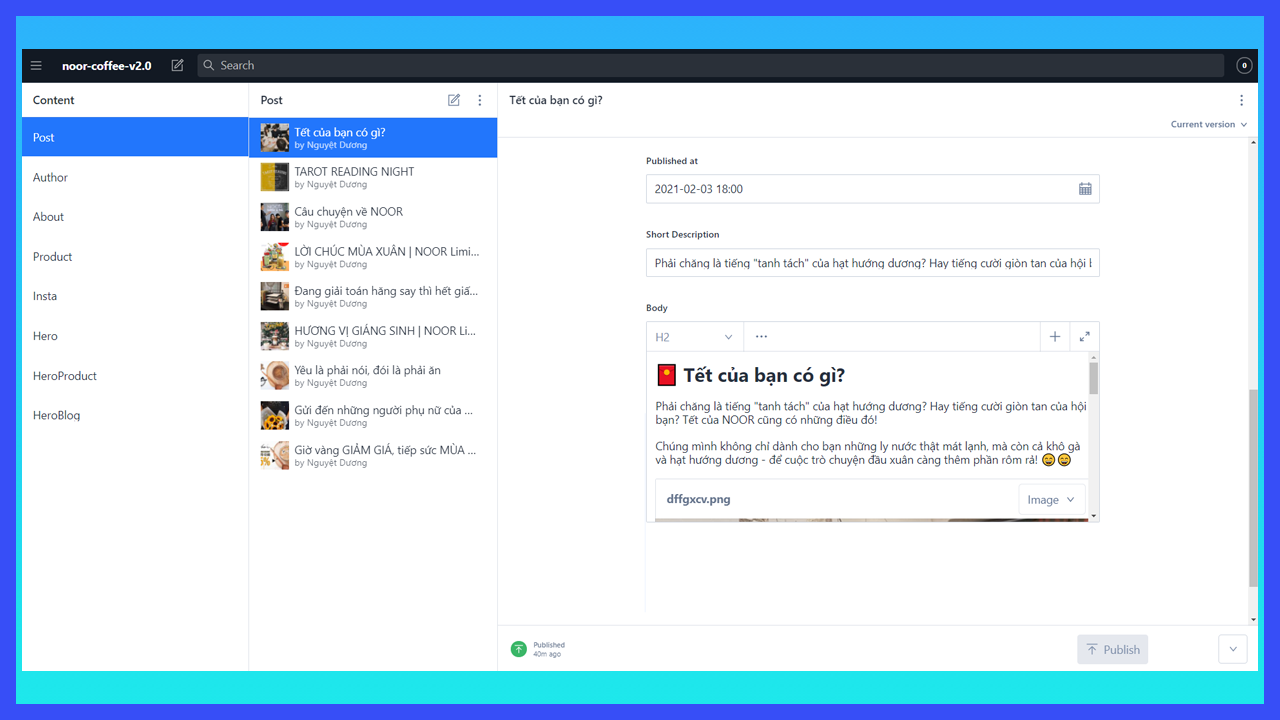 noor-coffee-v2.0
Search
0
Content
Post
Author
About
Product
Insta
Hero
HeroProduct
HeroBlog
Post
Tết của bạn có gì?
by Nguyệt Dương
TAROT READING NIGHT
by Nguyệt Dương
Câu chuyện về NOOR
by Nguyệt Dương
LỜI CHÚC MÙA XUÂN | NOOR Limi...
by Nguyệt Dương
Đang giải toán hăng say thì hết giấ...
by Nguyệt Dương
HƯƠNG VỊ GIÁNG SINH | NOOR Li...
by Nguyệt Dương
Yêu là phải nói, đói là phải ăn
by Nguyệt Dương
Gửi đến những người phụ nữ của ...
by Nguyệt Dương
Giờ vàng GIẢM GIÁ, tiếp sức MÙA ...
by Nguyệt Dương
Tết của bạn có gì?
Current version
Published at
2021-02-03 18:00
Short Description
Phải chăng là tiếng "tanh tách" của hạt hướng dương? Hay tiếng cười giòn tan của hội
Body
H2
Tết của bạn có gì?
Phải chăng là tiếng "tanh tách" của hạt hướng dương? Hay tiếng cười giòn tan của hội
bạn? Tết của NOOR cũng có những điều đó!
Chúng mình không chỉ dành cho bạn những ly nước thật mát lạnh, mà còn cả khô gà
và hạt hướng dương - để cuộc trò chuyện đầu xuân càng thêm phần rôm rả! 😄😄
dffgxcv.png
Image
Published
40m ago
Publish